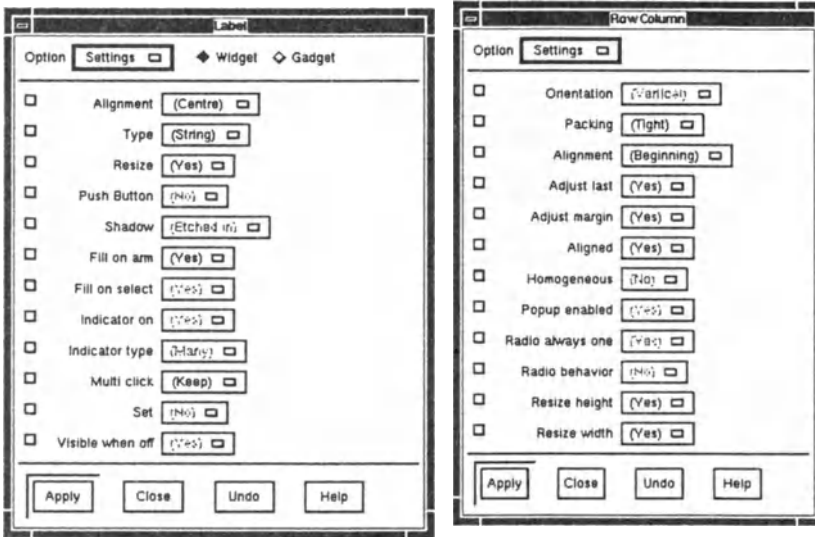 Label
Option Settings Widget Gadget
Alignment (Centre)
Type (String)
Resize (Yes)
Push Button (No)
Shadow (Etched in)
Fill on arm (Yes)
Fill on select (Yes)
Indicator on (Yes)
Indicator type (Many)
Multi click (Keep)
Set (No)
Visible when off (Yes)
Apply Close Undo Help
Row Column
Option Settings
Orientation (Vertical)
Packing (Tight)
Alignment (Beginning)
Adjust last (Yes)
Adjust margin (Yes)
Aligned (Yes)
Homogeneous (No)
Popup enabled (Yes)
Radio always one (Yes)
Radio behavior (No)
Resize height (Yes)
Resize width (Yes)
Apply Close Undo Help